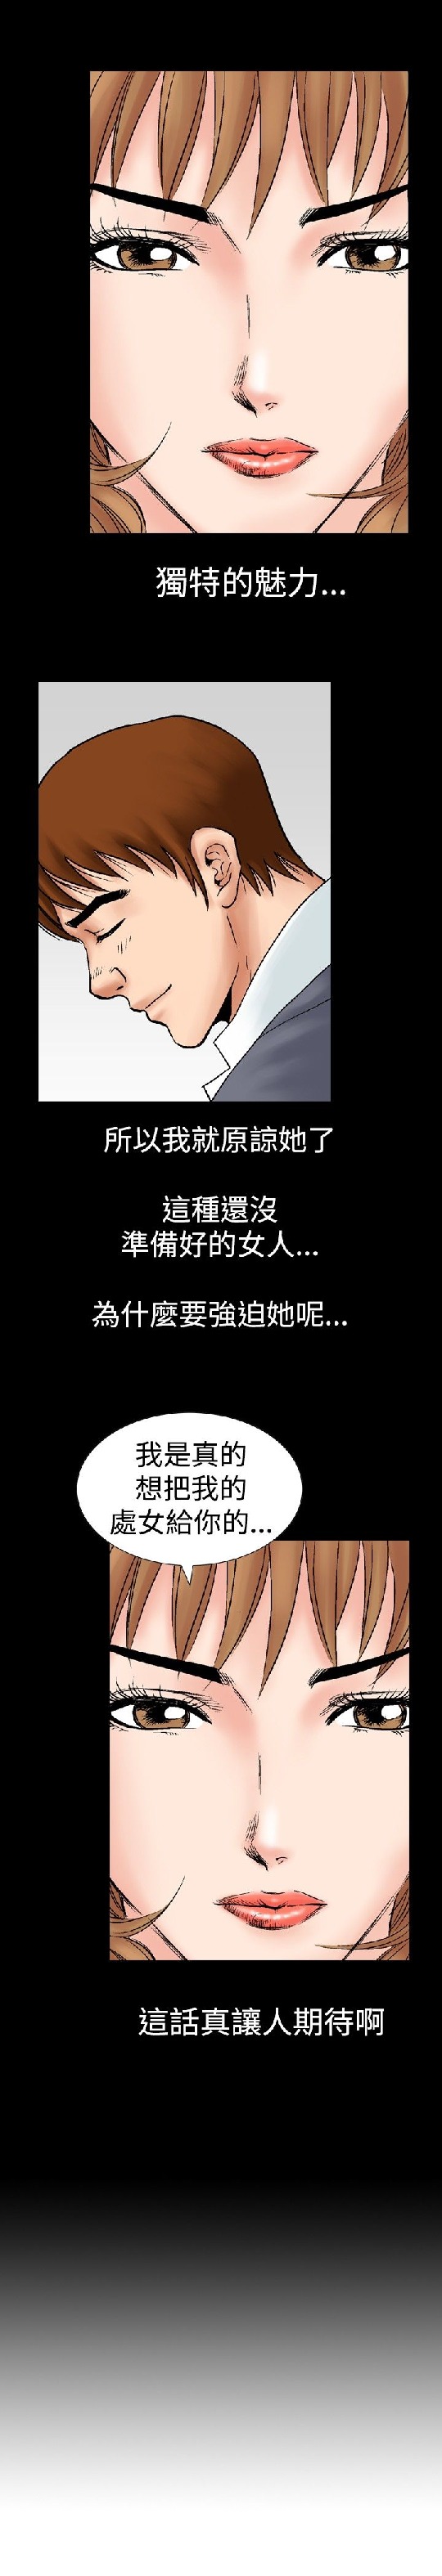 獨特的魅力...
所以我就原諒她了
這種還沒
準備好的女人...
為什麼要強迫她呢...
我是真的
想把我的
處女給你的...
這話真讓人期待啊